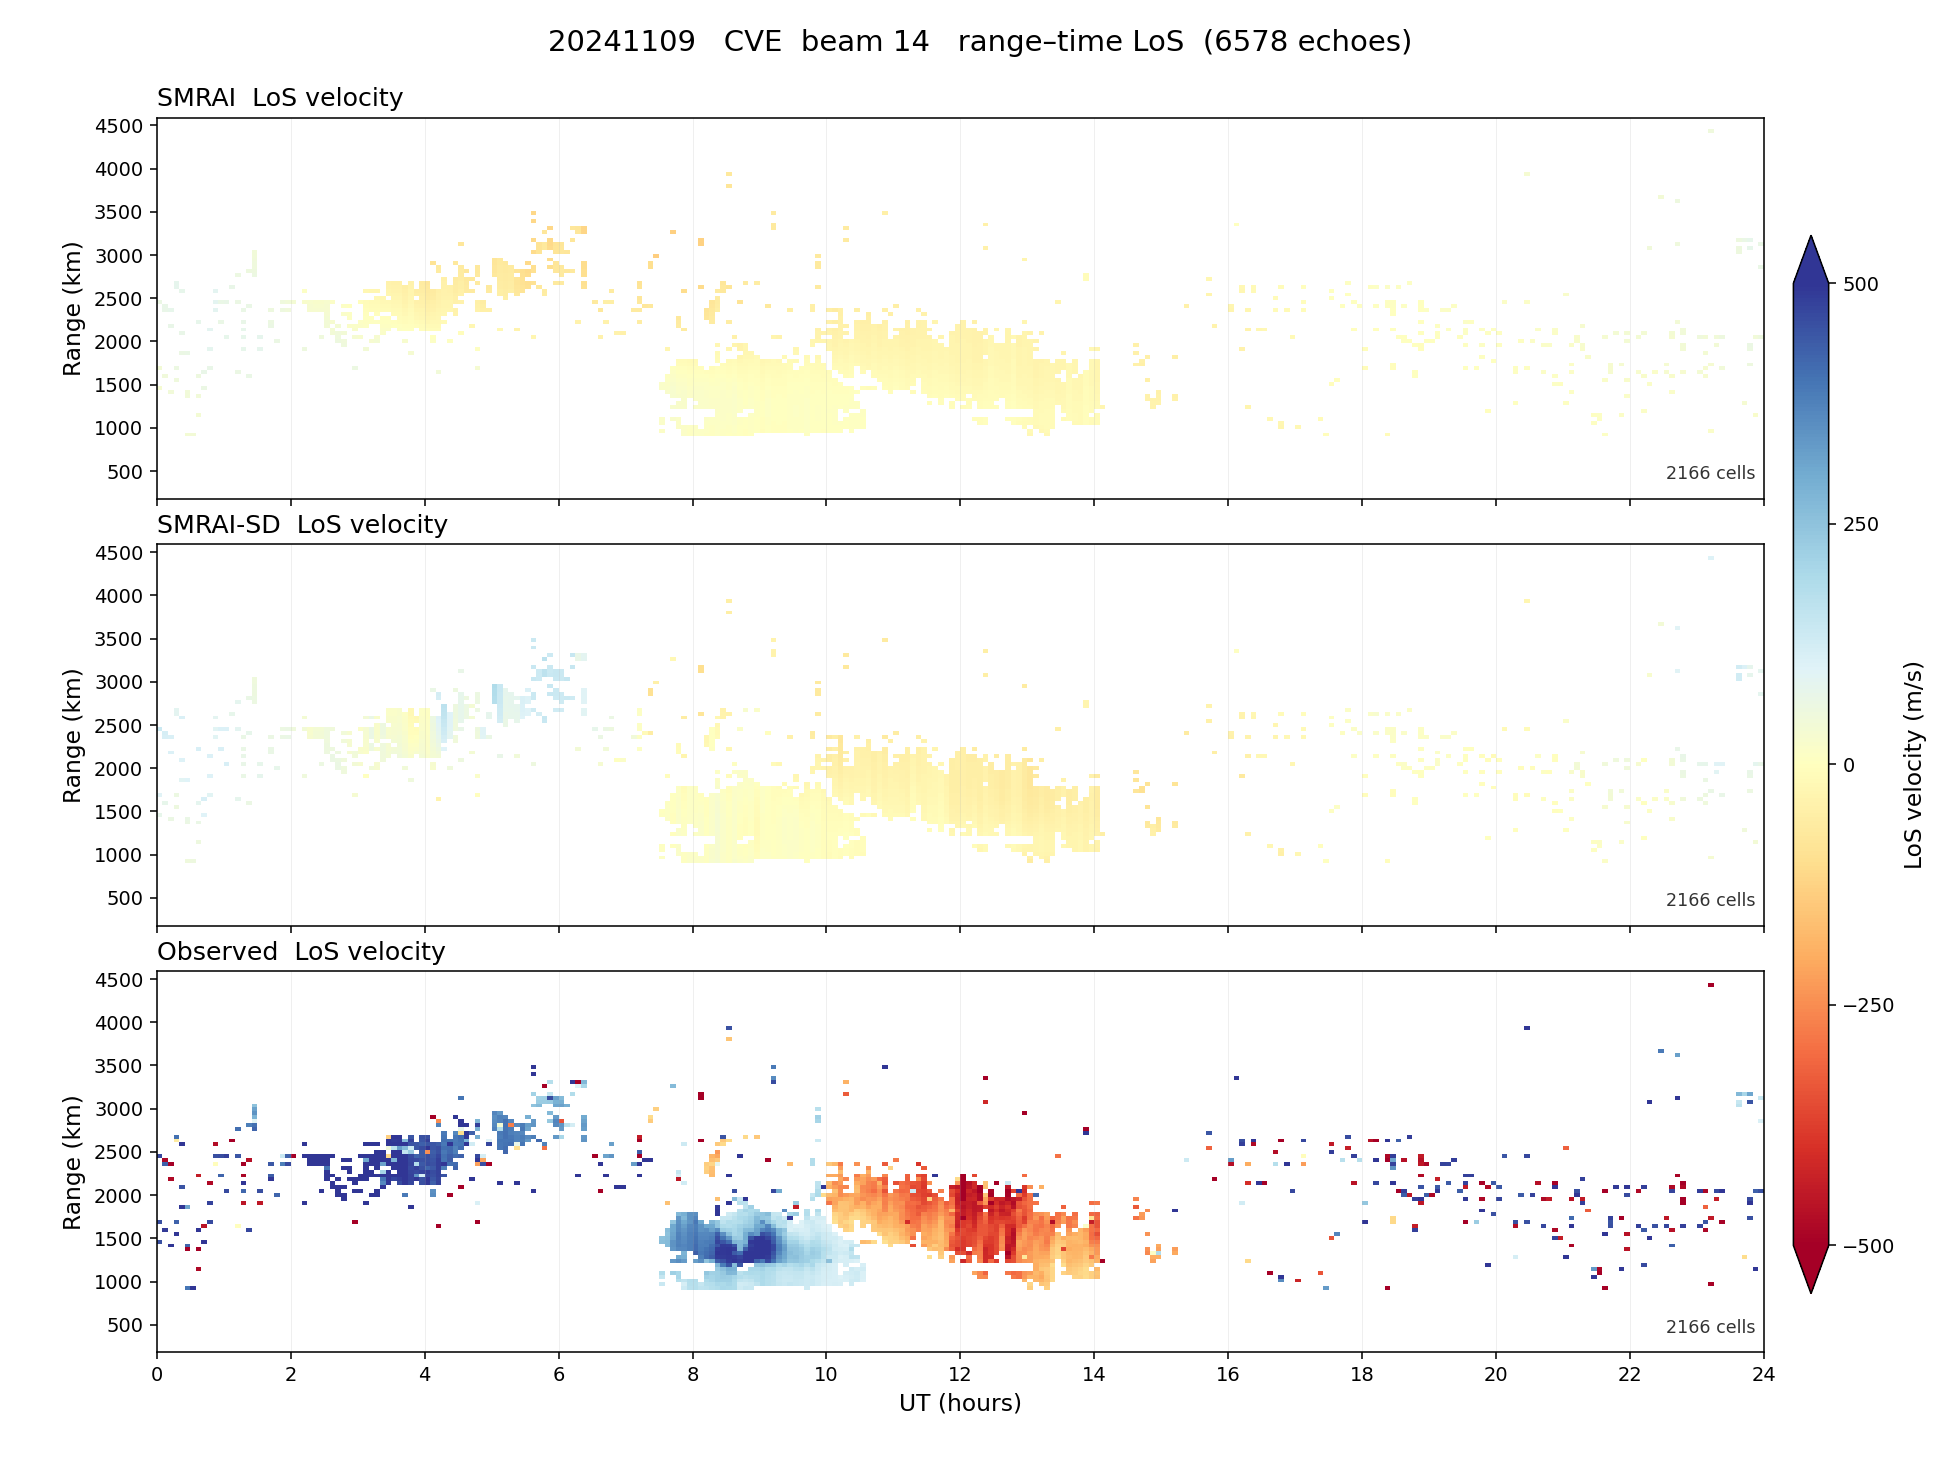 20241109   CVE  beam 14   range–time LoS  (6578 echoes)
SMRAI  LoS velocity
4500
4000
3500
3000
2500
2000
1500
1000
500
Range (km)
2166 cells
SMRAI-SD  LoS velocity
4500
4000
3500
3000
2500
2000
1500
1000
500
Range (km)
2166 cells
Observed  LoS velocity
4500
4000
3500
3000
2500
2000
1500
1000
500
Range (km)
2166 cells
0 2 4 6 8 10 12 14 16 18 20 22 24
UT (hours)
500
250
0
−250
−500
LoS velocity (m/s)